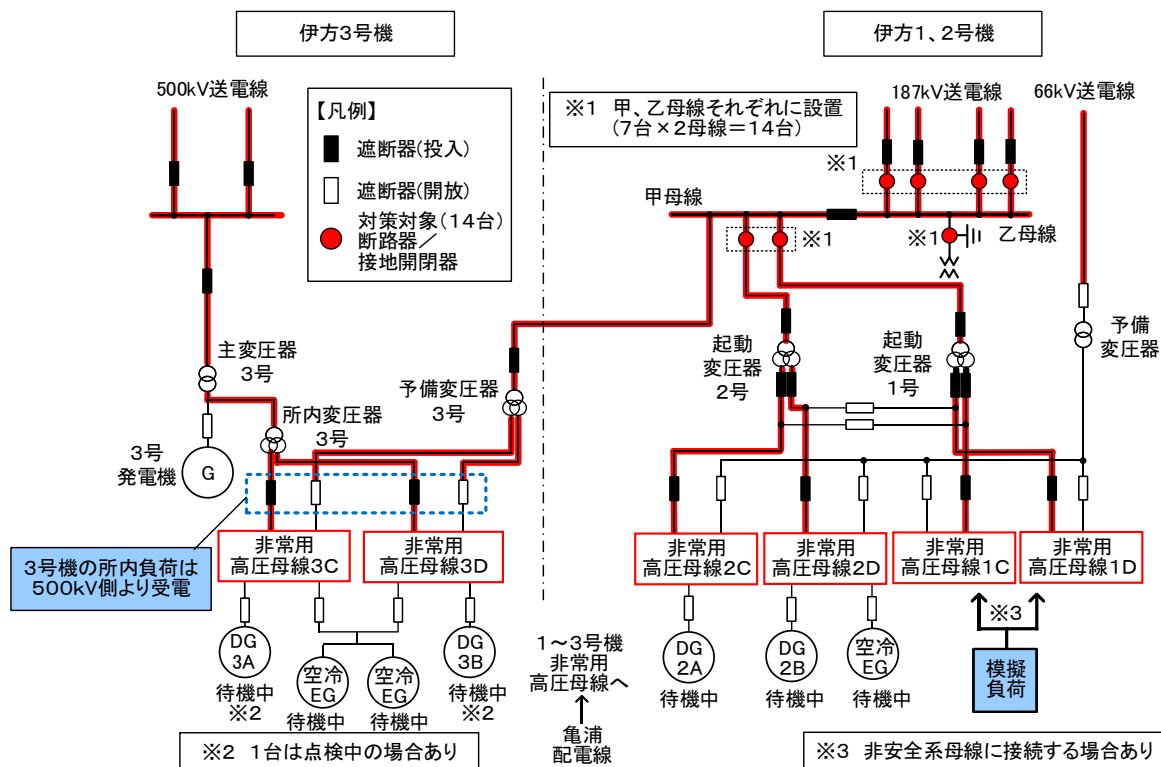 伊方3号機
伊方1、2号機
500kV送電線
【凡例】
遮断器(投入)
遮断器(開放)
対策対象(14台)
断路器／
接地開閉器
※1　甲、乙母線それぞれに設置
(7台×2母線＝14台)
187kV送電線
66kV送電線
※1
甲母線
※1
※1
乙母線
主変圧器
3号
所内変圧器
3号
予備変圧器
3号
起動
変圧器
2号
起動
変圧器
1号
予備
変圧器
3号
発電機
G
3号機の所内負荷は
500kV側より受電
非常用
高圧母線3C
非常用
高圧母線3D
非常用
高圧母線2C
非常用
高圧母線2D
非常用
高圧母線1C
非常用
高圧母線1D
DG
3A
待機中
※2
空冷
EG
待機中
空冷
EG
待機中
DG
3B
待機中
※2
1～3号機
非常用
高圧母線へ
亀浦
配電線
DG
2A
待機中
DG
2B
待機中
空冷
EG
待機中
※3
模擬
負荷
※2　1台は点検中の場合あり
※3　非安全系母線に接続する場合あり